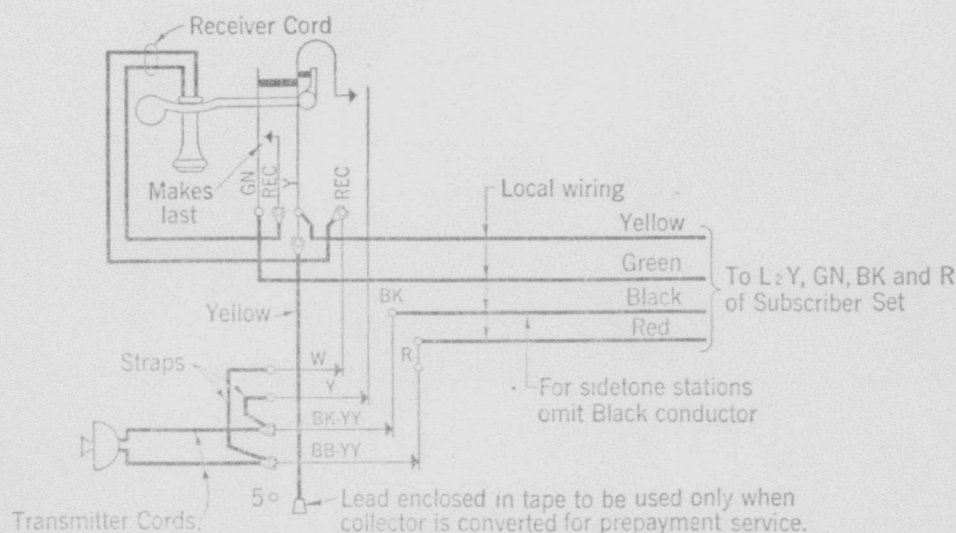 Receiver Cord
Makes
last
GN
REC
Y
REC
Local wiring
Yellow
Green
Black
Red
To L2Y, GN, BK and R
of Subscriber Set
BK
Yellow
R
W
Straps
Y
BK-YY
BB-YY
For sidetone stations
omit Black conductor
5
Lead enclosed in tape to be used only when
collector is converted for prepayment service.
Transmitter Cords.